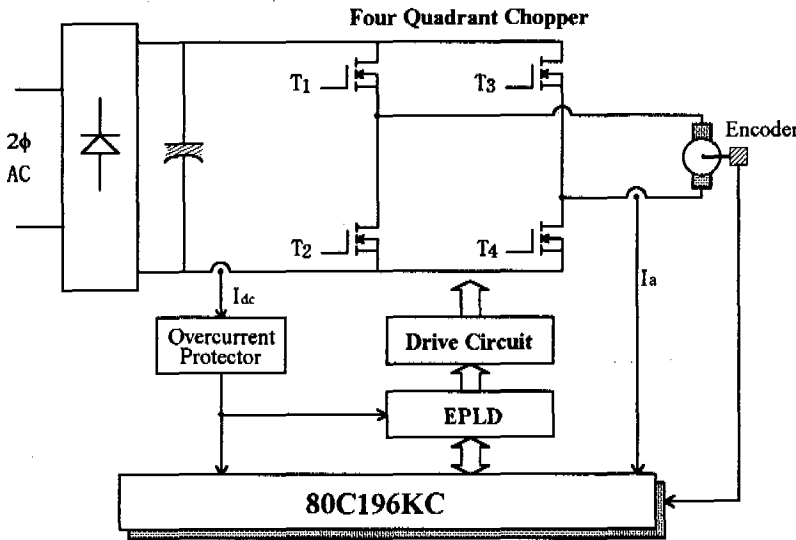 Four Quadrant Chopper
T1
T3
2ϕ
AC
Encoder
T2
T4
Idc
Ia
Overcurrent
Protector
Drive Circuit
EPLD
80C196KC